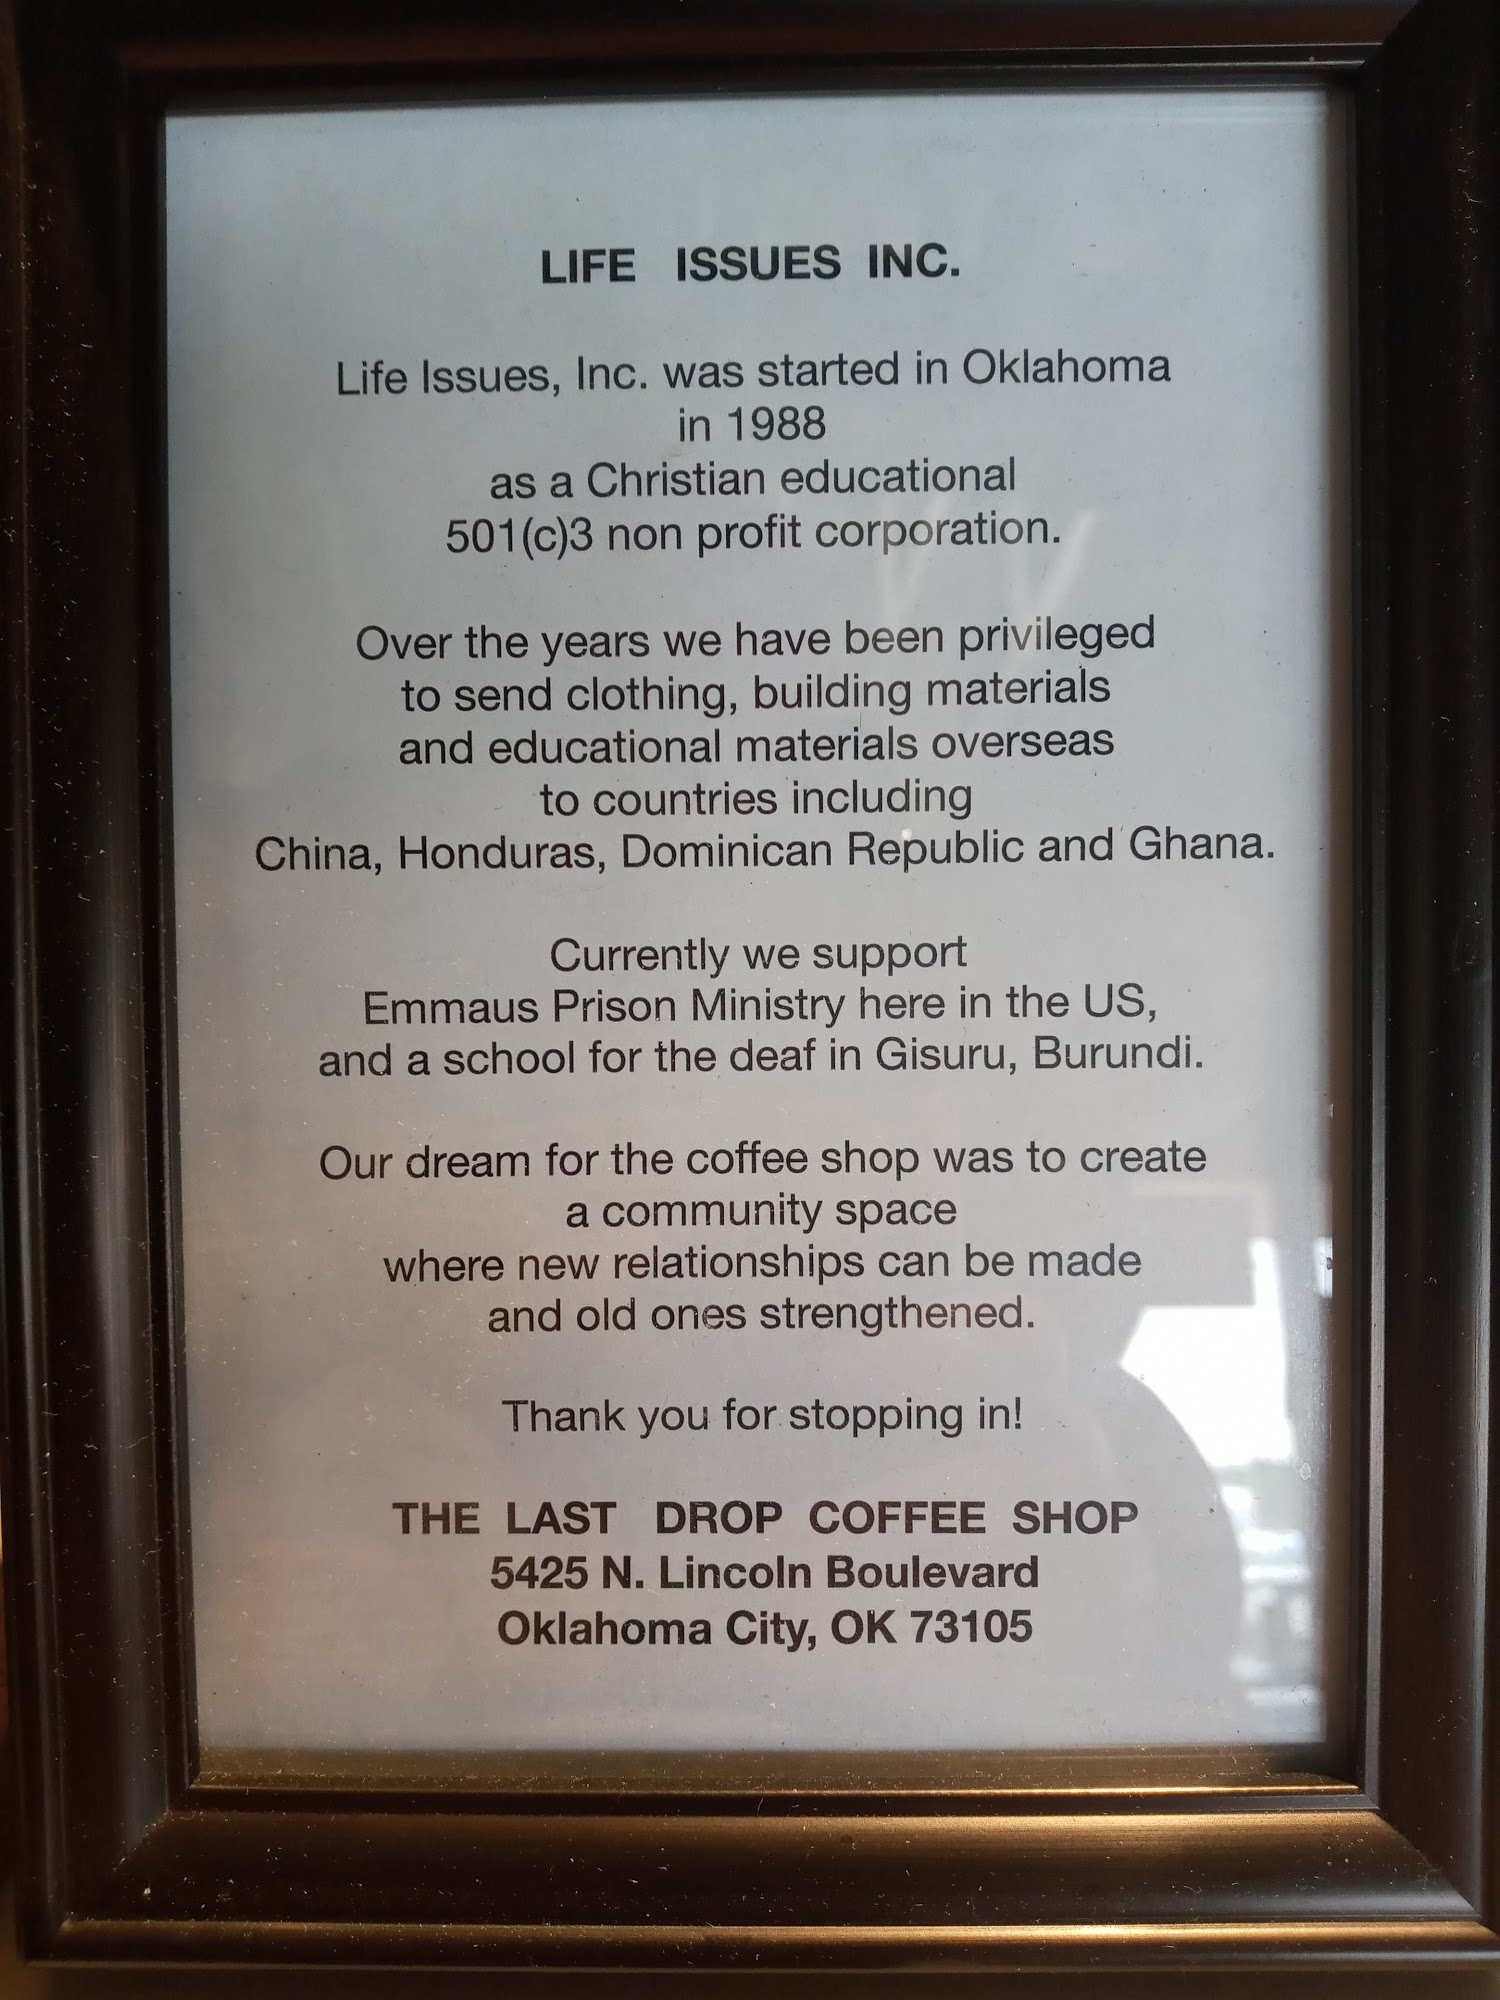 LIFE ISSUES INC.
Life Issues, Inc. was started in Oklahoma
in 1988
as a Christian educational
501(c)3 non profit corporation.
Over the years we have been privileged
to send clothing, building materials
and educational materials overseas
to countries including
China, Honduras, Dominican Republic and Ghana.
Currently we support
Emmaus Prison Ministry here in the US,
and a school for the deaf in Gisuru, Burundi.
Our dream for the coffee shop was to create
a community space
where new relationships can be made
and old ones strengthened.
Thank you for stopping in!
THE LAST DROP COFFEE SHOP
5425 N. Lincoln Boulevard
Oklahoma City, OK 73105